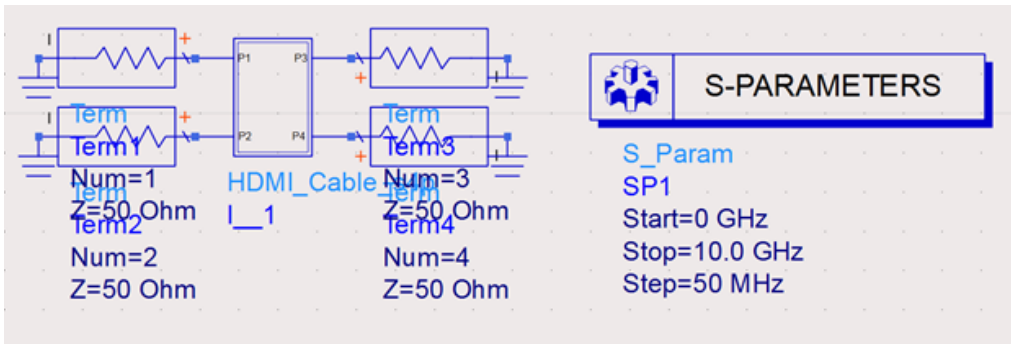 P1
P3
P2
P4
S-PARAMETERS
Term
Term1
Num=1
Z=50 Ohm
Term
Term2
Num=2
Z=50 Ohm
I__1
Term
Term3
Num=3
Z=50 Ohm
Term
Term4
Num=4
Z=50 Ohm
S_Param
SP1
Start=0 GHz
Stop=10.0 GHz
Step=50 MHz